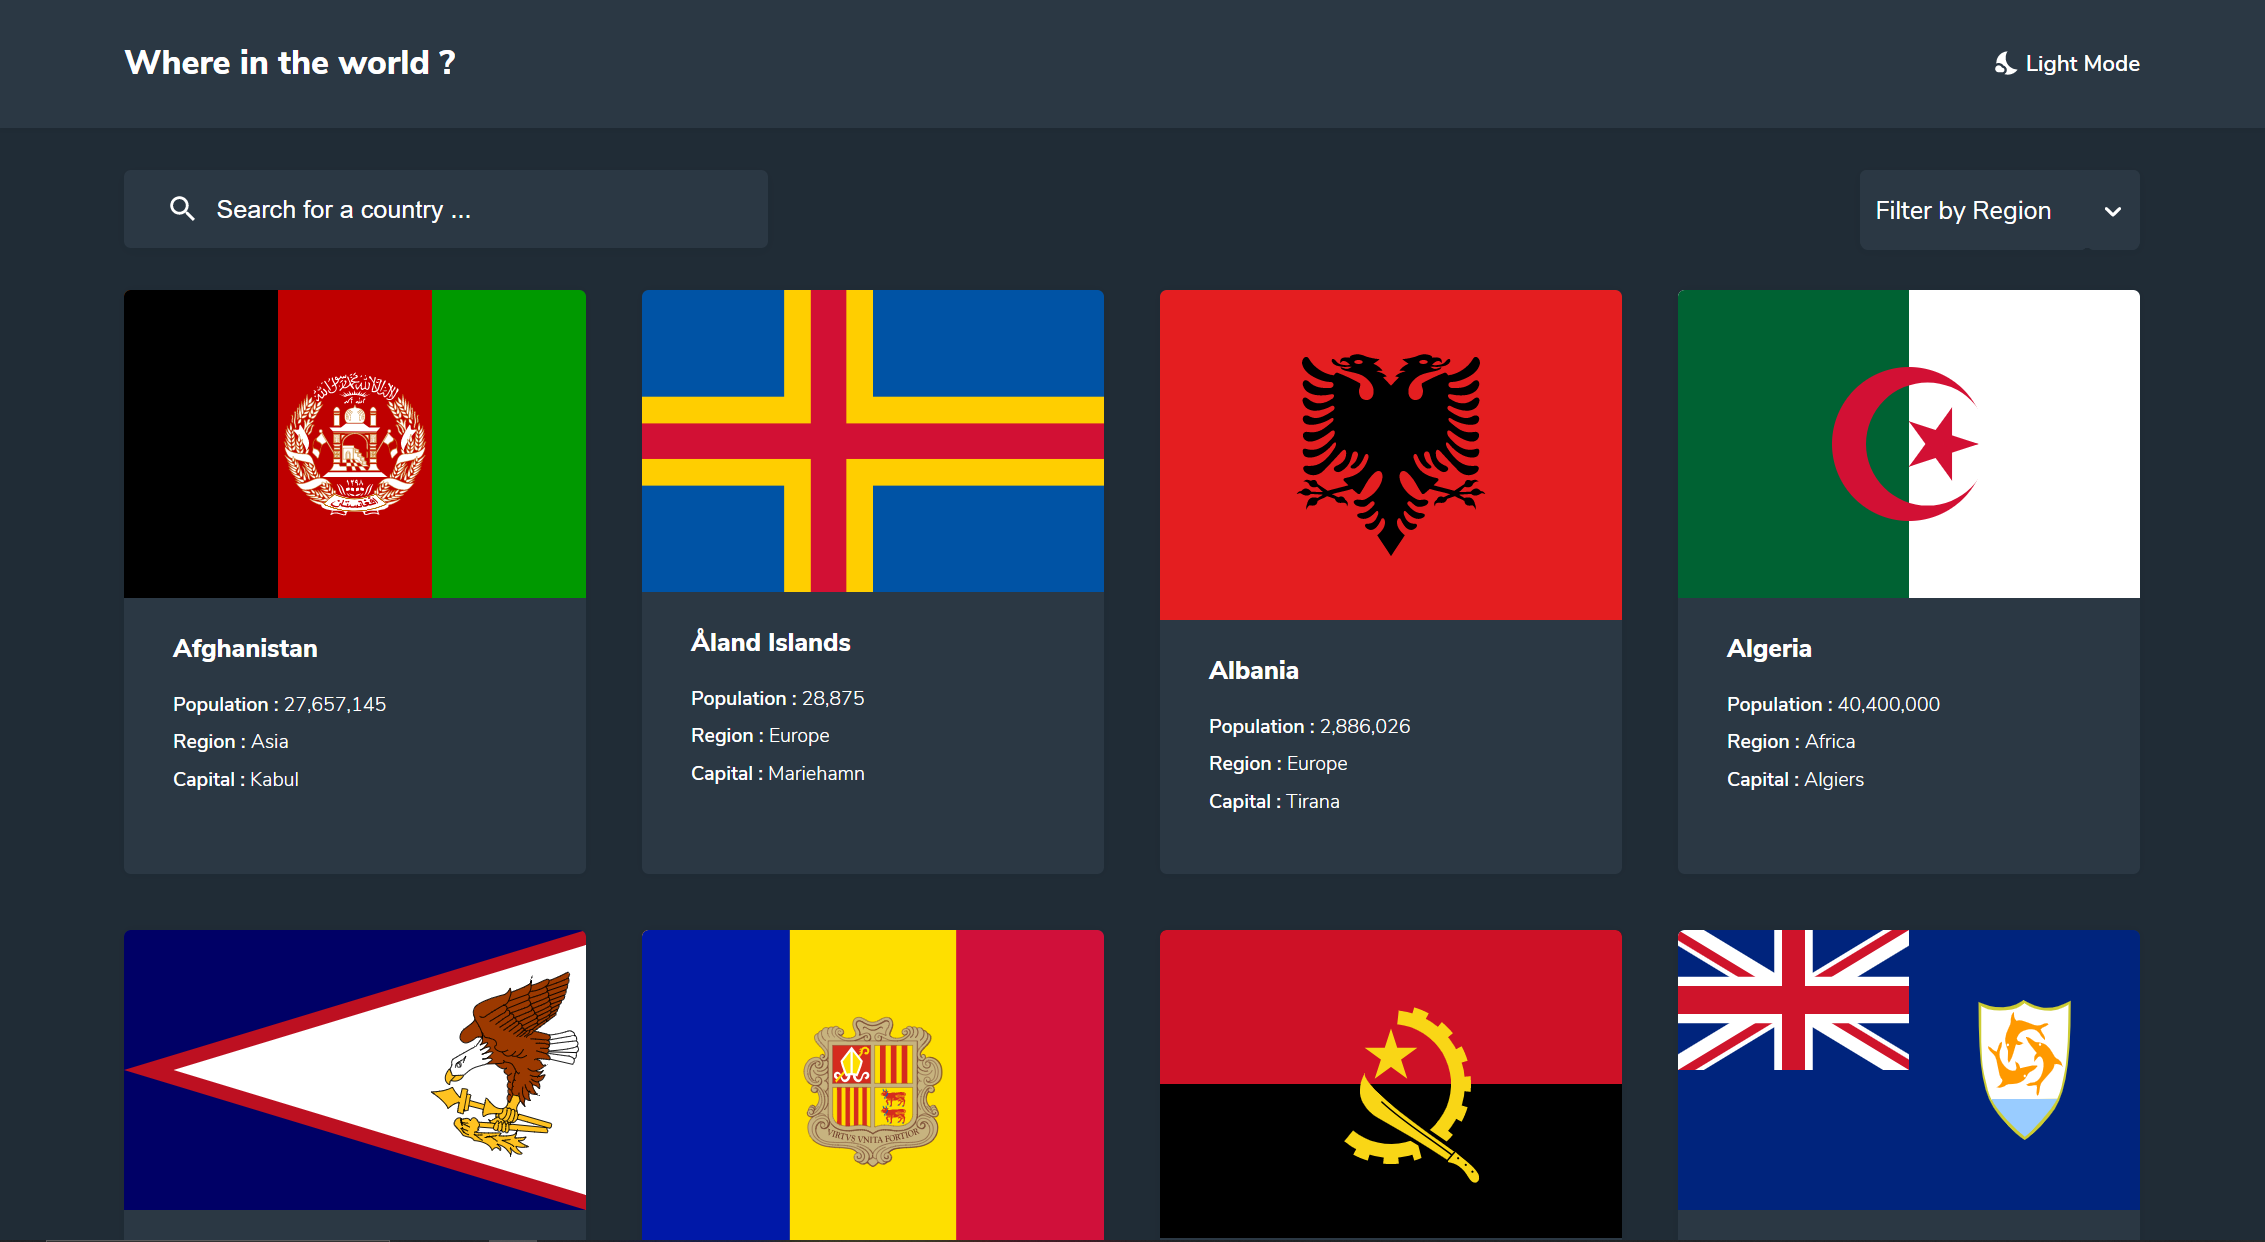 Where in the world ?
Light Mode
Search for a country ...
Filter by Region
Afghanistan
Population : 27,657,145
Region : Asia
Capital : Kabul
Åland Islands
Population : 28,875
Region : Europe
Capital : Mariehamn
Albania
Population : 2,886,026
Region : Europe
Capital : Tirana
Algeria
Population : 40,400,000
Region : Africa
Capital : Algiers
VIRTVS VNITA FORTIOR